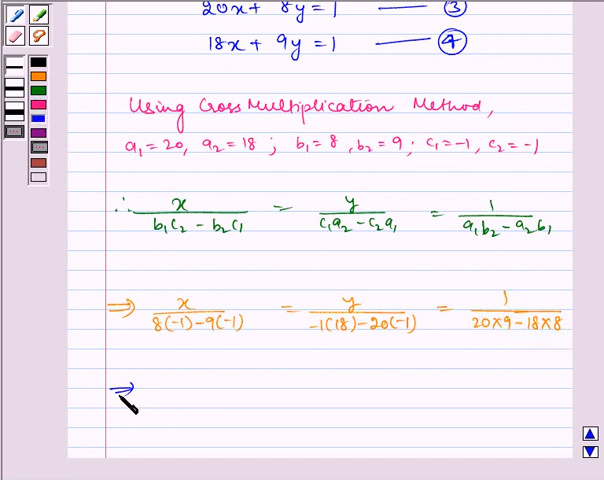 20x + 8y = 1 —— ③
18x + 9y = 1 —— ④
Using Cross Multiplication Method,
a₁ = 20, a₂ = 18 ; b₁ = 8 , b₂ = 9 ; c₁ = -1 , c₂ = -1
∴ x / (b₁c₂ - b₂c₁) = y / (c₁a₂ - c₂a₁) = 1 / (a₁b₂ - a₂b₁)
⇒ x / (8(-1) - 9(-1)) = y / (-1(18) - 20(-1)) = 1 / (20×9 - 18×8)
⇒